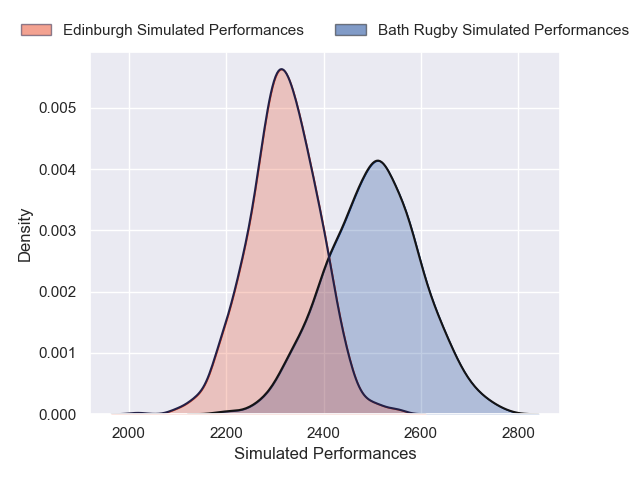 Edinburgh Simulated Performances Bath Rugby Simulated Performances
0.005
0.004
0.003
0.002
0.001
0.000
Density
2000 2200 2400 2600 2800
Simulated Performances